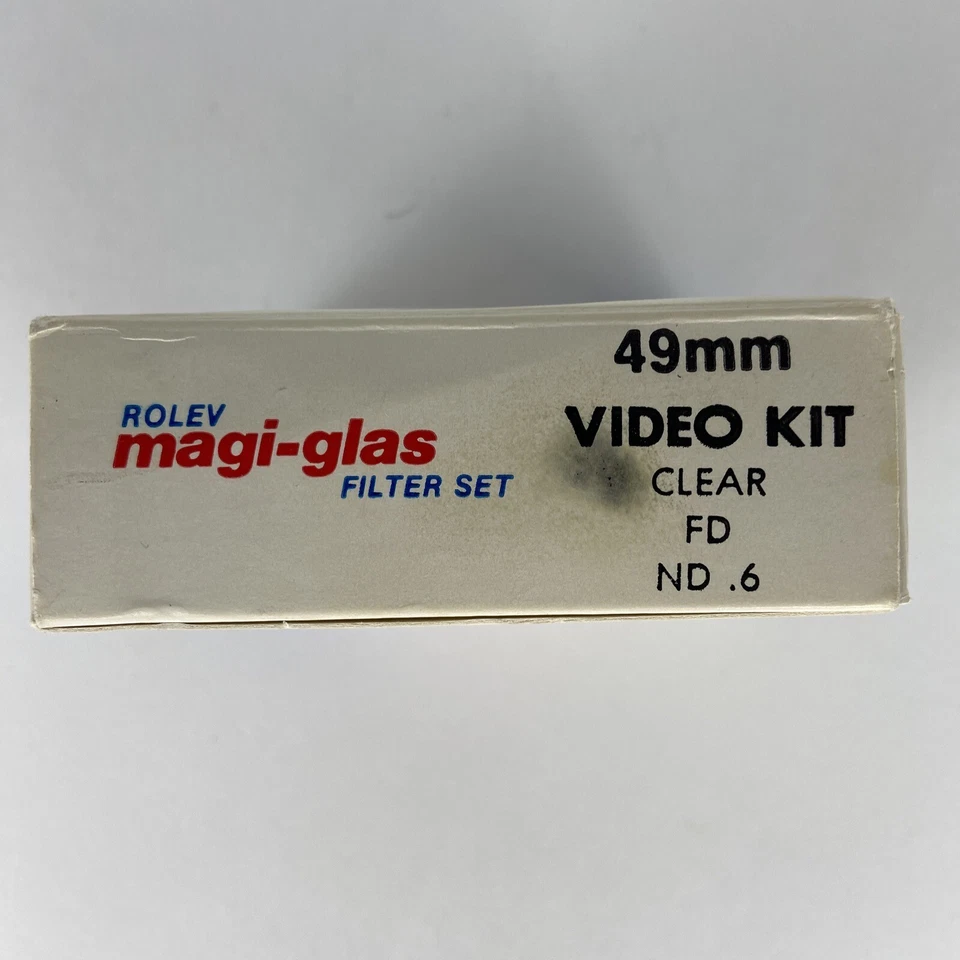 ROLEV
magi-glas
FILTER SET
49mm
VIDEO KIT
CLEAR
FD
ND .6